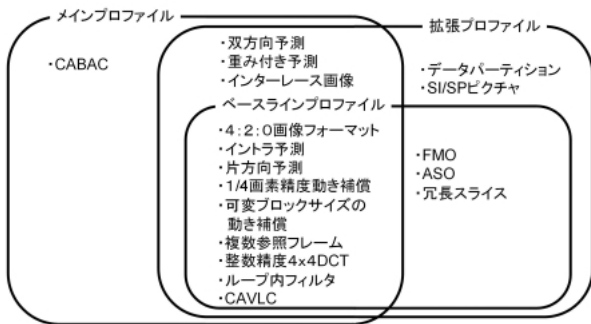 メインプロファイル
・CABAC
拡張プロファイル
・双方向予測
・重み付き予測
・インターレース画像
・データパーティション
・SI/SPピクチャ
ベースラインプロファイル
・4:2:0画像フォーマット
・イントラ予測
・片方向予測
・1/4画素精度動き補償
・可変ブロックサイズの
動き補償
・複数参照フレーム
・整数精度4x4DCT
・ループ内フィルタ
・CAVLC
・FMO
・ASO
・冗長スライス